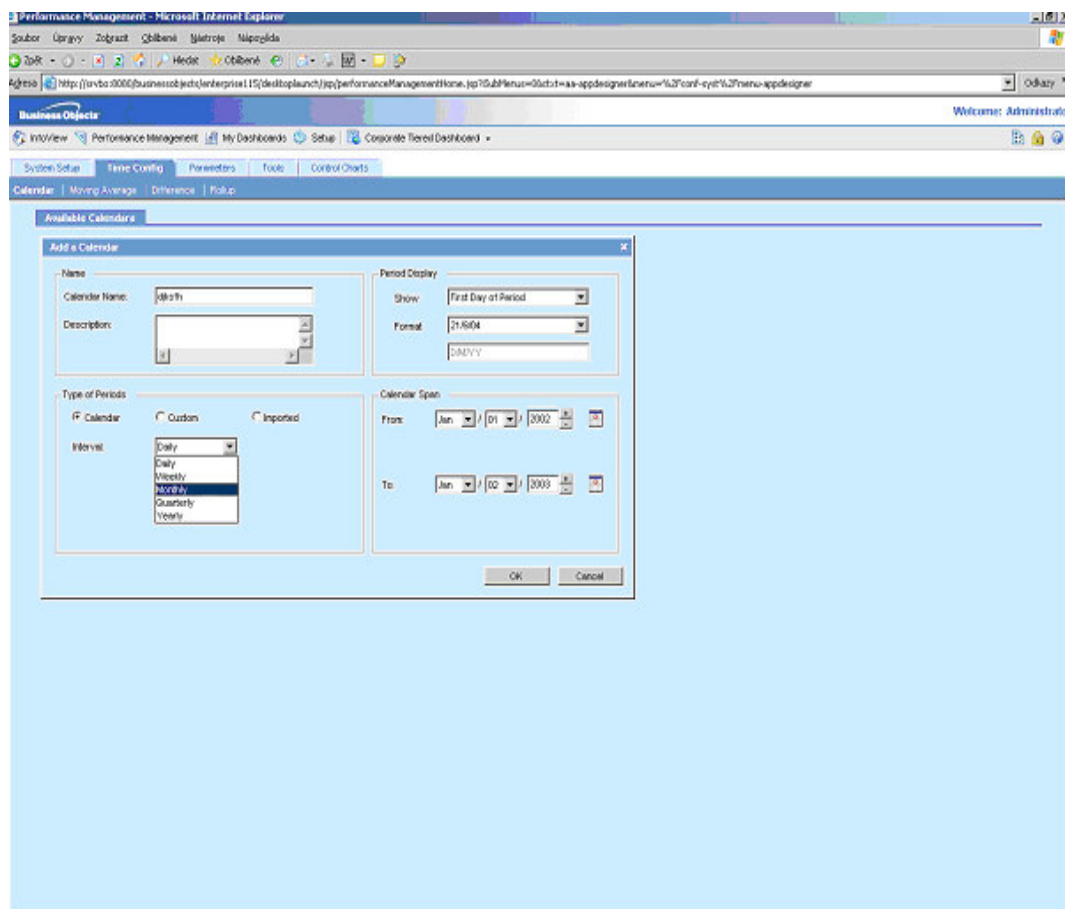 Performance Management - Microsoft Internet Explorer
Soubor Úpravy Zobrazit Oblíbené Nástroje Nápověda
Zpět Hledat Oblíbené
Adresa Odkazy
Business Objects Welcome: Administrato
InfoView Performance Management My Dashboards Setup Corporate Tiered Dashboard
System Setup Time Config Parameters Tools Control Charts
Calendar | Moving Average | Difference | Rollup
Available Calendars
Add a Calendar
Name
Calendar Name:
Description:
Period Display
Show First Day of Period
Format 21/6/04
D/M/YY
Type of Periods
Calendar Custom Imported
Interval: Daily
Daily
Weekly
Monthly
Quarterly
Yearly
Calendar Span
From: Jan / 01 / 2002
To: Jan / 02 / 2003
OK Cancel